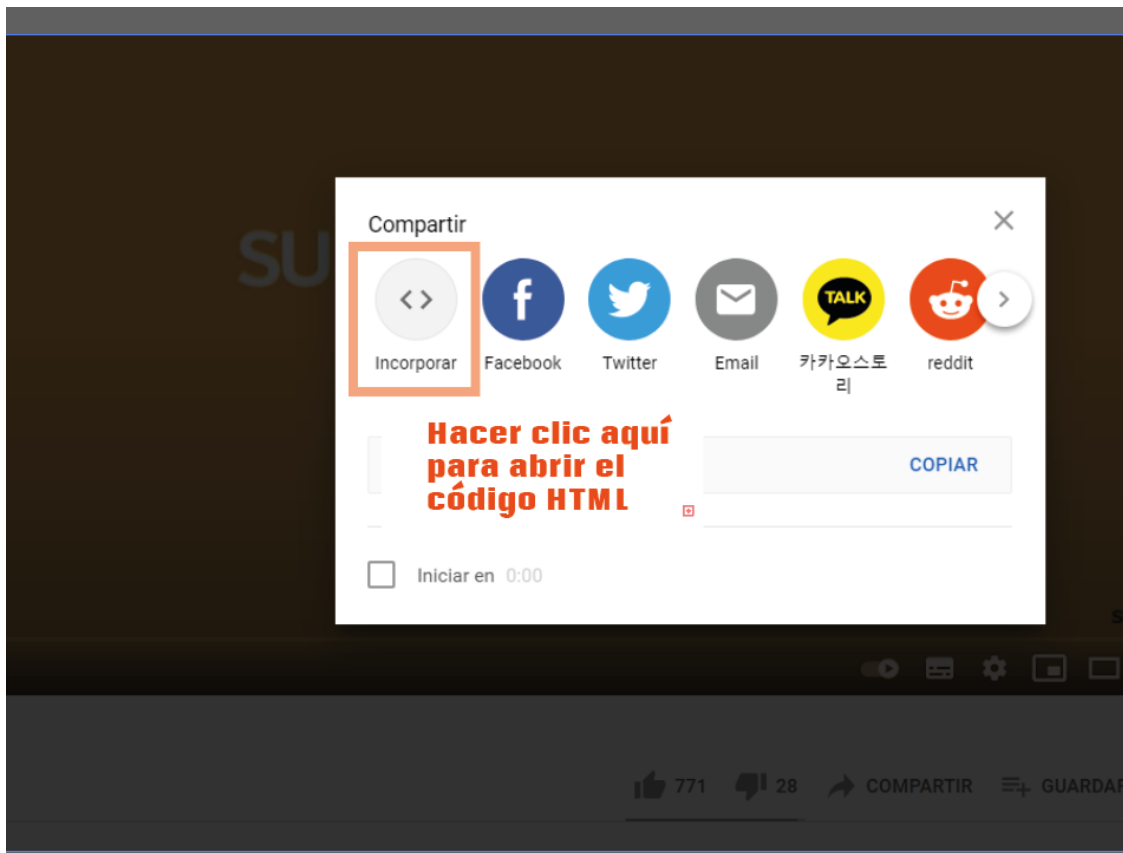 SU
Compartir
TALK
Incorporar Facebook Twitter Email 카카오스토 reddit
리
Hacer clic aquí
para abrir el
código HTML
COPIAR
Iniciar en 0:00
771 28 COMPARTIR GUARDAR